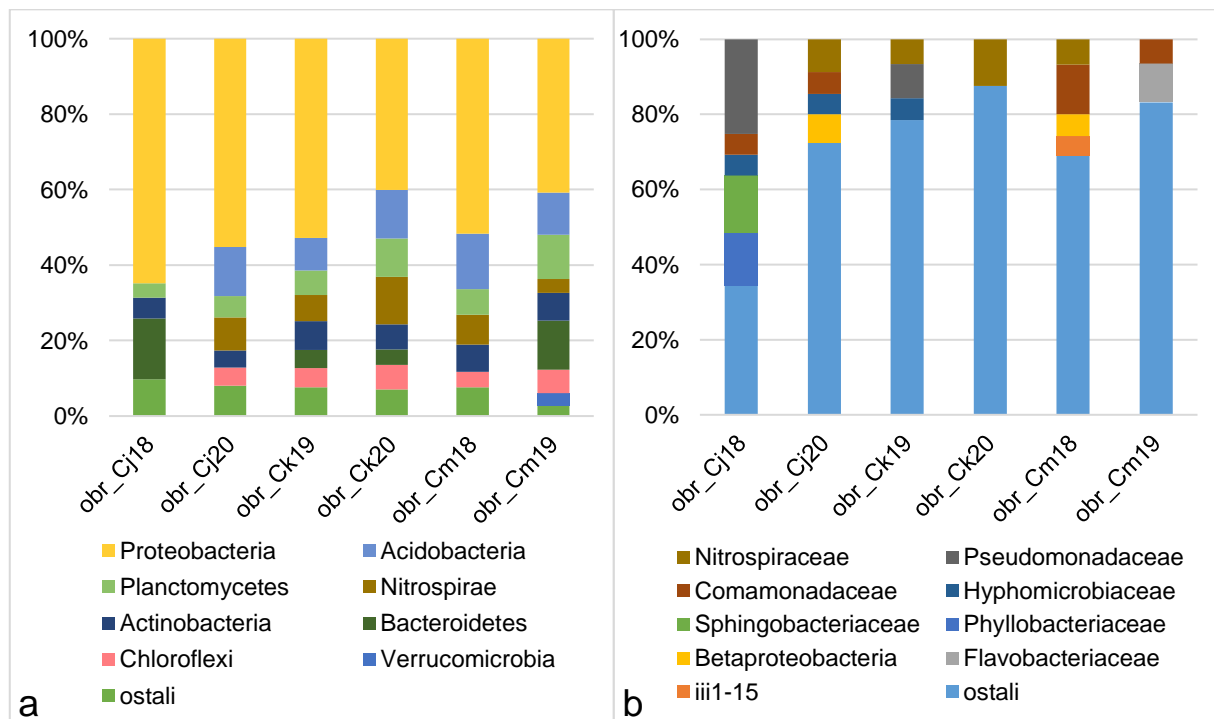 100%
80%
60%
40%
20%
0%
obr_Cj18
obr_Cj20
obr_Ck19
obr_Ck20
obr_Cm18
obr_Cm19
Proteobacteria
Acidobacteria
Planctomycetes
Nitrospirae
Actinobacteria
Bacteroidetes
Chloroflexi
Verrucomicrobia
ostali
a
100%
80%
60%
40%
20%
0%
obr_Cj18
obr_Cj20
obr_Ck19
obr_Ck20
obr_Cm18
obr_Cm19
Nitrospiraceae
Pseudomonadaceae
Comamonadaceae
Hyphomicrobiaceae
Sphingobacteriaceae
Phyllobacteriaceae
Betaproteobacteria
Flavobacteriaceae
iii1-15
ostali
b